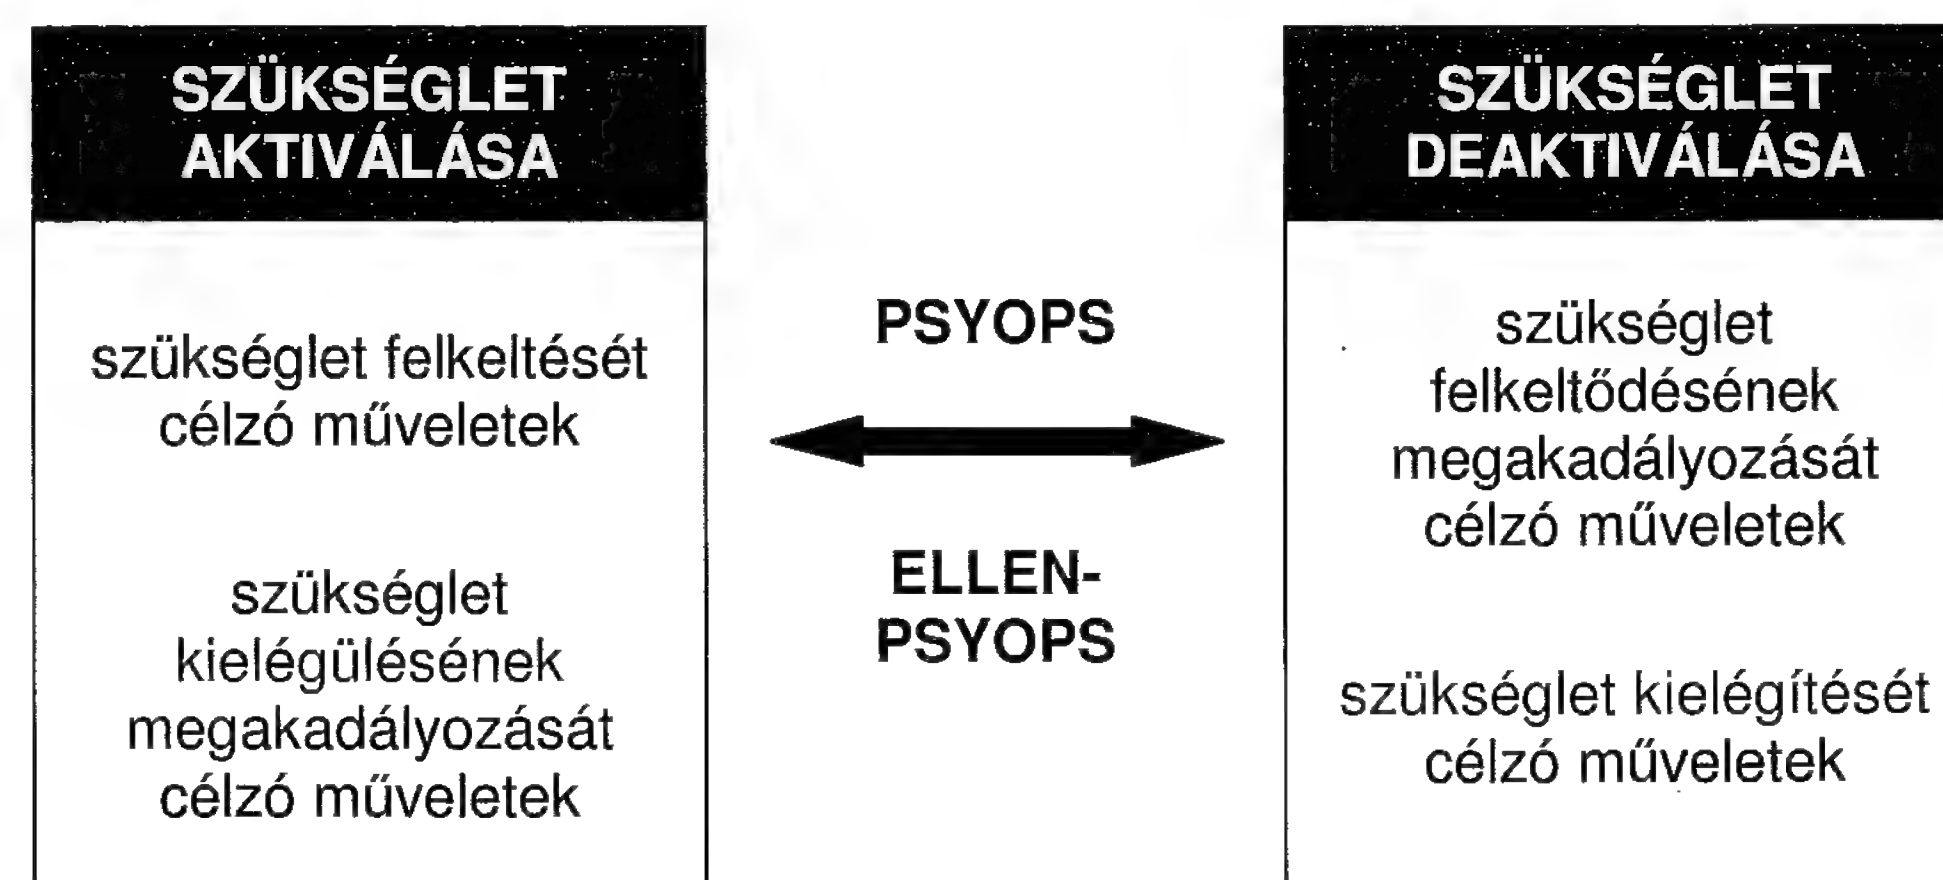 SZÜKSÉGLET
AKTIVÁLÁSA
szükséglet felkeltését
célzó műveletek
szükséglet
kielégülésének
megakadályozását
célzó műveletek
PSYOPS
ELLEN-
PSYOPS
SZÜKSÉGLET
DEAKTIVÁLÁSA
szükséglet
felkeltődésének
megakadályozását
célzó műveletek
szükséglet kielégítését
célzó műveletek